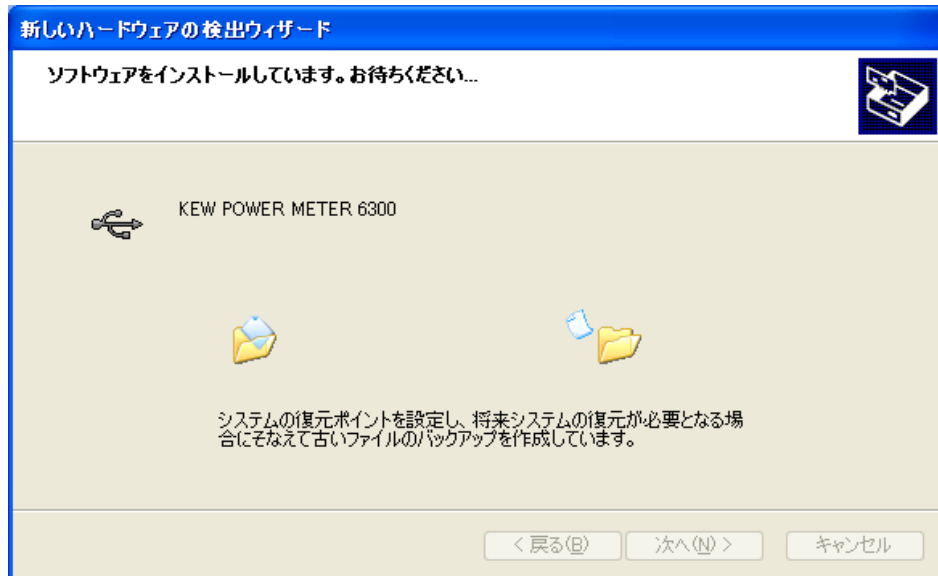 新しいハードウェアの検出ウィザード
ソフトウェアをインストールしています。お待ちください...
KEW POWER METER 6300
システムの復元ポイントを設定し、将来システムの復元が必要となる場
合にそなえて古いファイルのバックアップを作成しています。
< 戻る(B) 次へ(N) > キャンセル